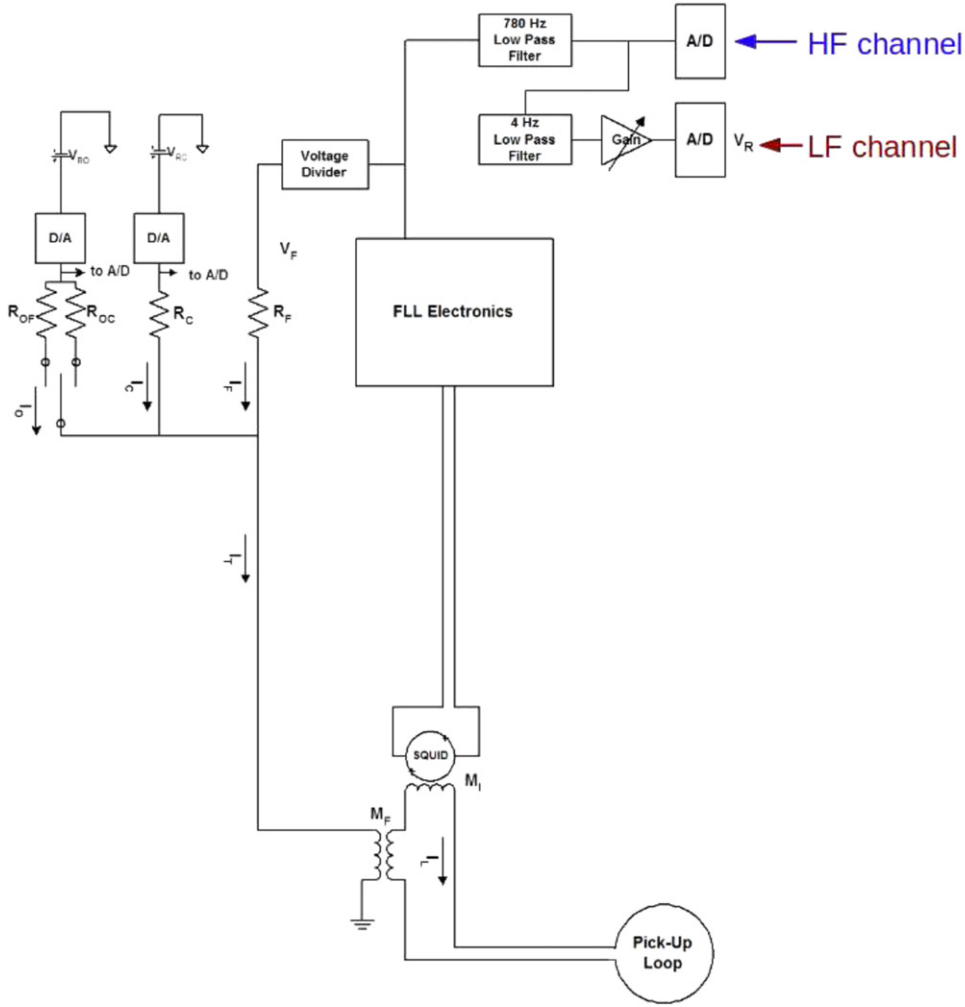 780 Hz
Low Pass
Filter
A/D
HF channel
4 Hz
Low Pass
Filter
Gain
A/D
V_R
LF channel
V_RO
V_RC
Voltage
Divider
D/A
D/A
to A/D
to A/D
V_F
R_OF
R_OC
R_C
R_F
FLL Electronics
I_O
I_C
I_F
I_T
SQUID
M_I
M_F
I_L
Pick-Up
Loop